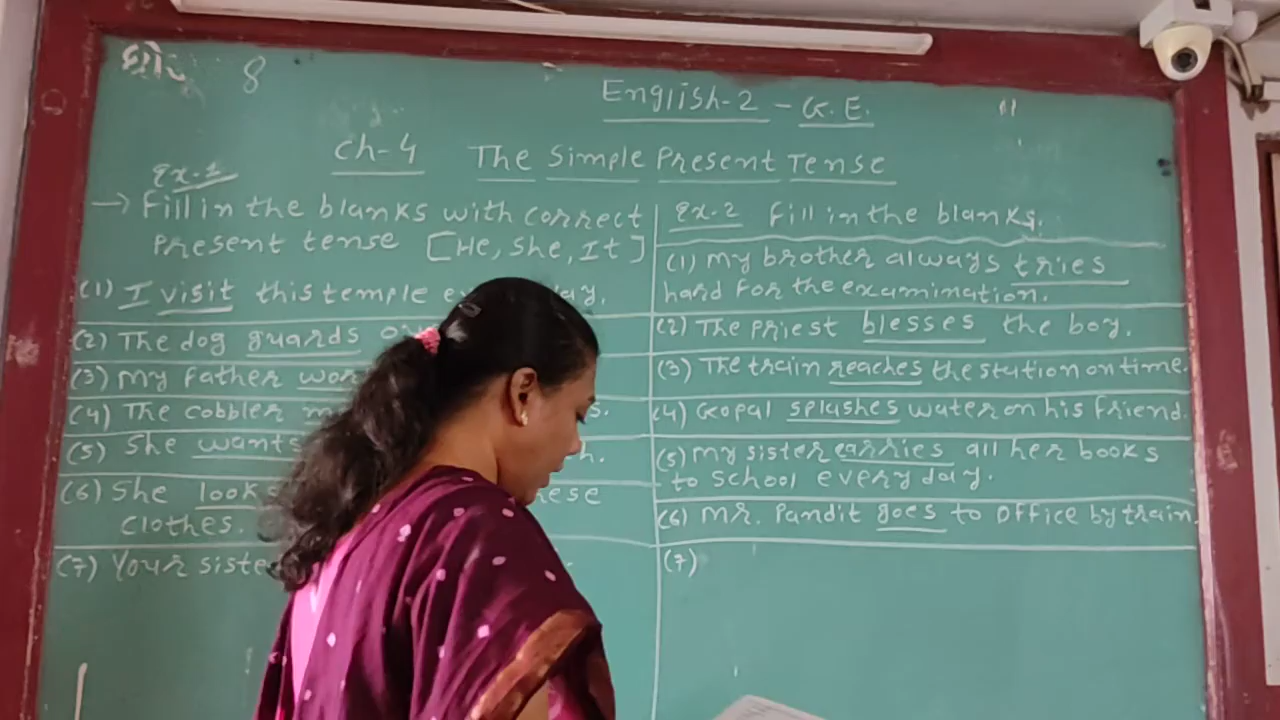 ધો. 8
English-2 - G.E.
Ch-4 The Simple Present Tense
Ex-1
→ Fill in the blanks with correct
Present tense [He, She, It]
(1) I visit this temple
(2) The dog guards
(3) My father
(4) The cobbler
(5) She wants
(6) She
clothes.
(7) Your
Ex-2 Fill in the blanks.
(1) My brother always tries
hard for the examination.
(2) The Priest blesses the boy.
(3) The train reaches the station on time.
(4) Gopal splashes water on his friend.
(5) My sister carries all her books
to school every day.
(6) Mr. Pandit goes to office by train.
(7)